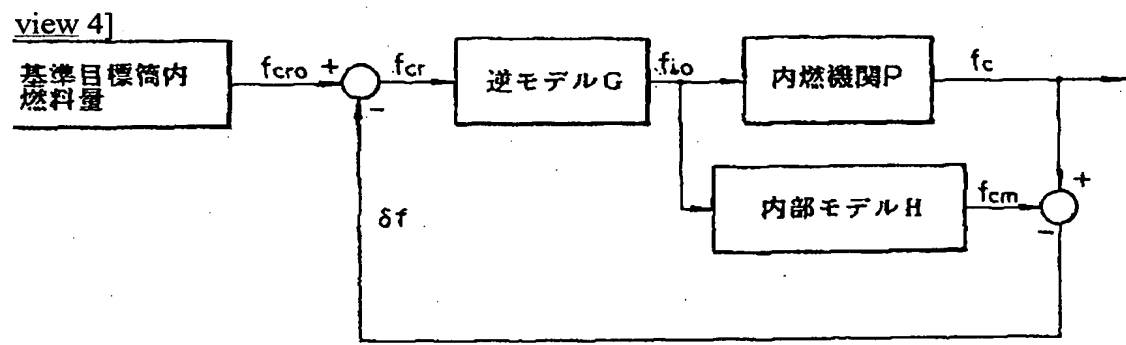 view 4]
基準目標筒内
燃料量
fcro
+
-
fcr
逆モデルG
fio
内燃機関P
fc
内部モデルH
fcm
+
-
δf